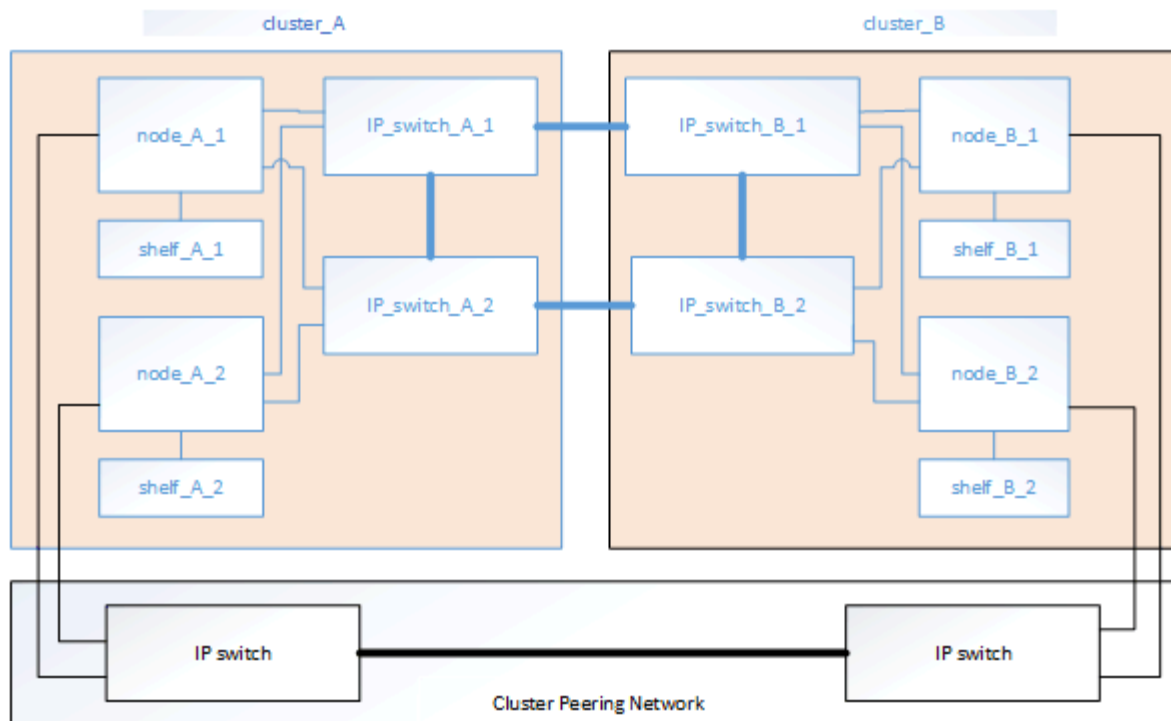 cluster_A
cluster_B
node_A_1
IP_switch_A_1
IP_switch_B_1
node_B_1
shelf_A_1
shelf_B_1
IP_switch_A_2
IP_switch_B_2
node_A_2
node_B_2
shelf_A_2
shelf_B_2
IP switch
IP switch
Cluster Peering Network